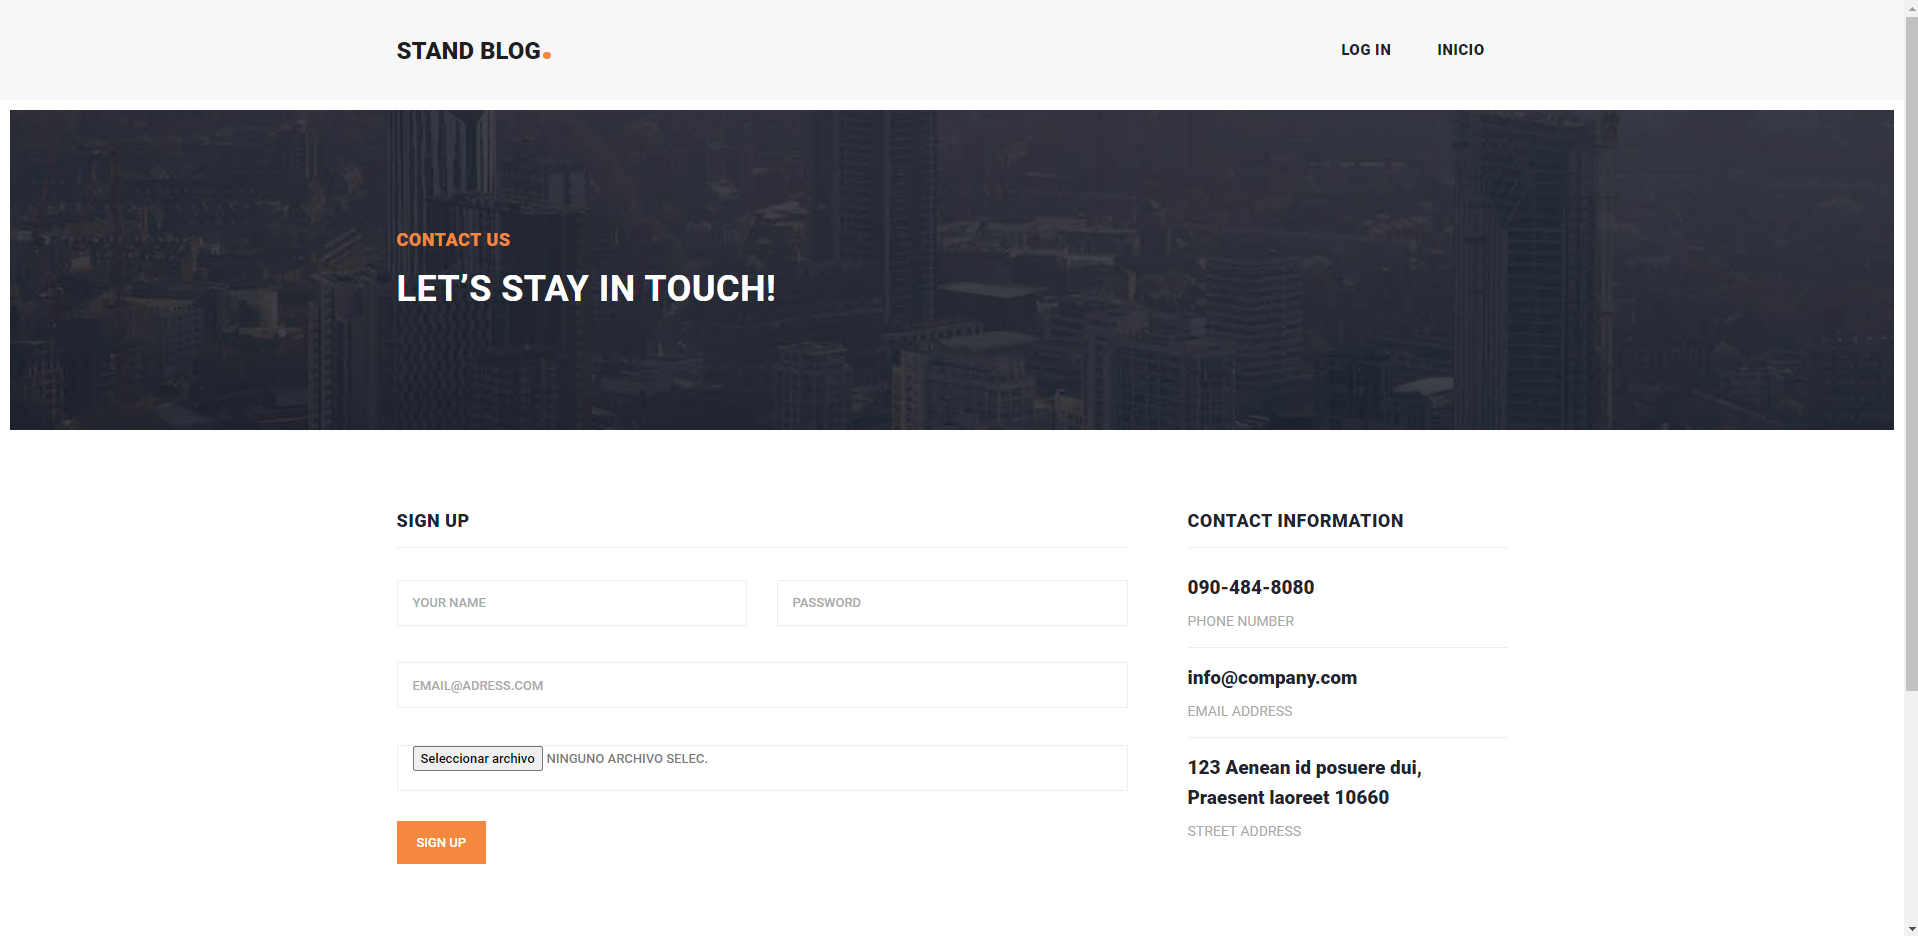 STAND BLOG.
LOG IN
INICIO
CONTACT US
LET’S STAY IN TOUCH!
SIGN UP
YOUR NAME
PASSWORD
EMAIL@ADRESS.COM
Seleccionar archivo NINGUNO ARCHIVO SELEC.
SIGN UP
CONTACT INFORMATION
090-484-8080
PHONE NUMBER
info@company.com
EMAIL ADDRESS
123 Aenean id posuere dui,
Praesent laoreet 10660
STREET ADDRESS